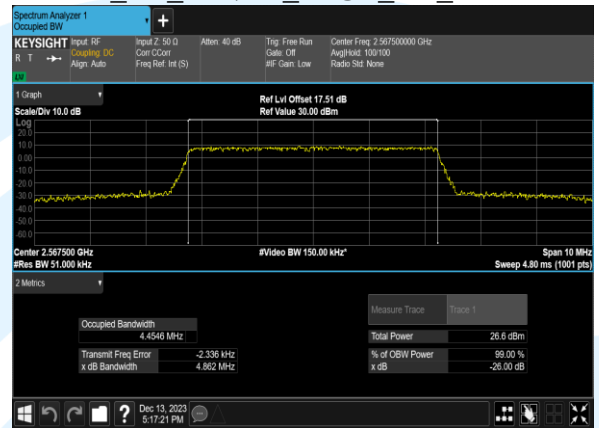 Spectrum Analyzer 1
Occupied BW
KEYSIGHT Input: RF Input Z: 50 Ω Atten: 40 dB Trig: Free Run Center Freq: 2.567500000 GHz
R T Coupling: DC Corr CCorr Gate: Off Avg|Hold: 100/100
Align: Auto Freq Ref: Int (S) #IF Gain: Low Radio Std: None
LVI
1 Graph
Ref Lvl Offset 17.51 dB
Scale/Div 10.0 dB Ref Value 30.00 dBm
Log
20.0
10.0
0.00
-10.0
-20.0
-30.0
-40.0
-50.0
-60.0
Center 2.567500 GHz #Video BW 150.00 kHz* Span 10 MHz
#Res BW 51.000 kHz Sweep 4.80 ms (1001 pts)
2 Metrics
Measure Trace Trace 1
Occupied Bandwidth
4.4546 MHz Total Power 26.6 dBm
Transmit Freq Error -2.336 kHz % of OBW Power 99.00 %
x dB Bandwidth 4.862 MHz x dB -26.00 dB
Dec 13, 2023
5:17:21 PM